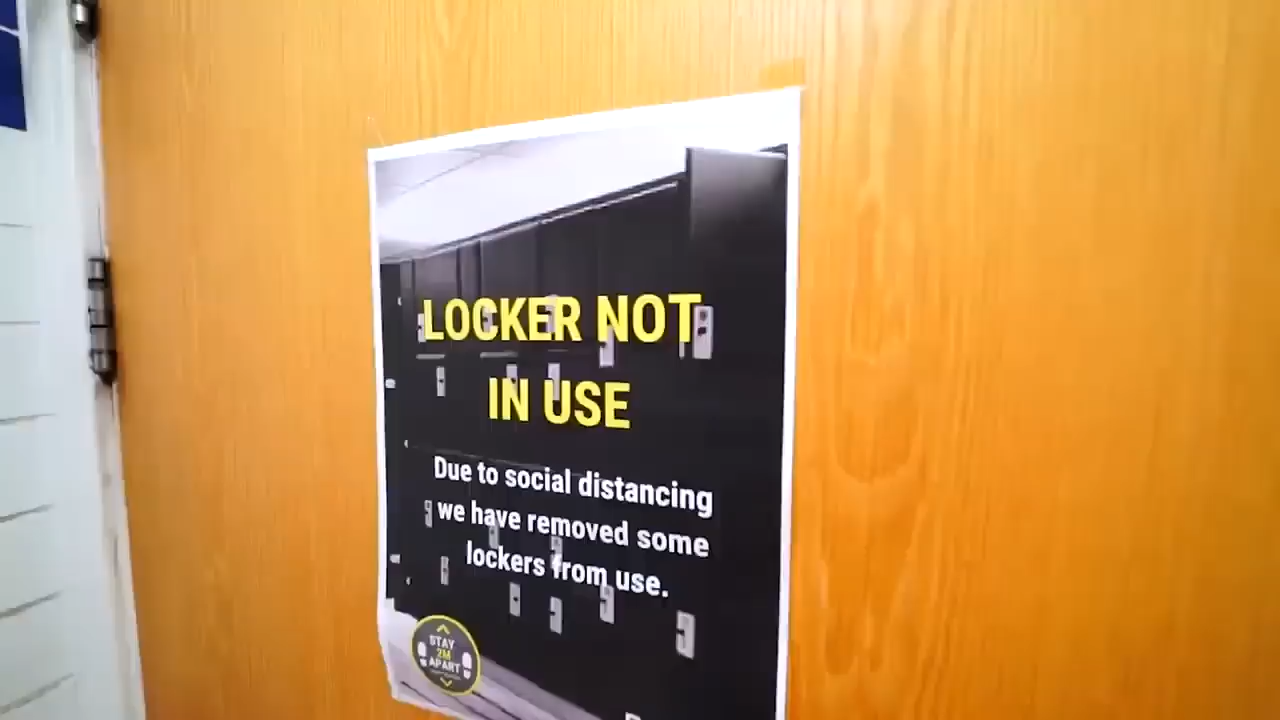 LOCKER NOT
IN USE
Due to social distancing
we have removed some
lockers from use.
STAY
2M
APART